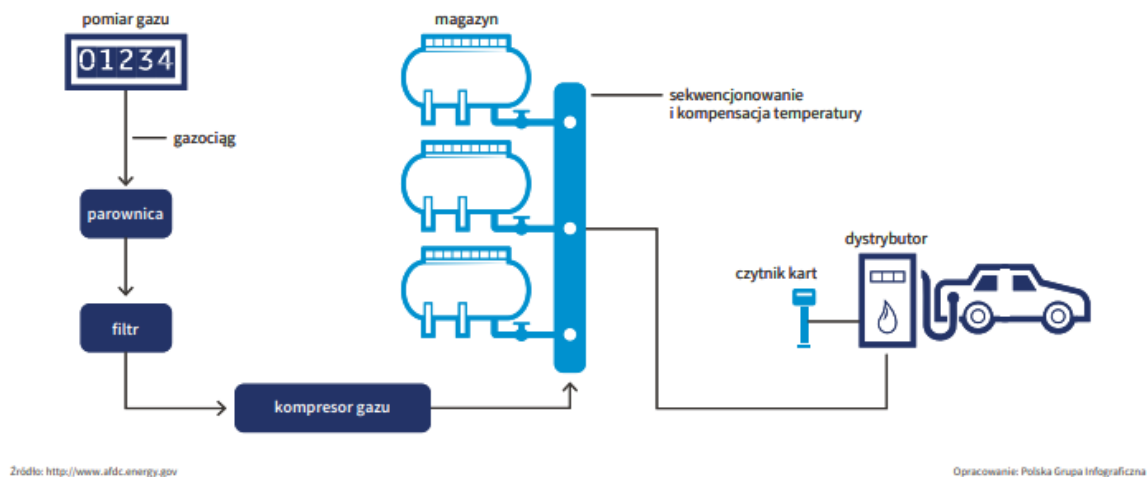 pomiar gazu
01234
gazociąg
parownica
filtr
kompresor gazu
magazyn
sekwencjonowanie
i kompensacja temperatury
dystrybutor
czytnik kart
Źródło: http://www.afdc.energy.gov
Opracowanie: Polska Grupa Infograficzna